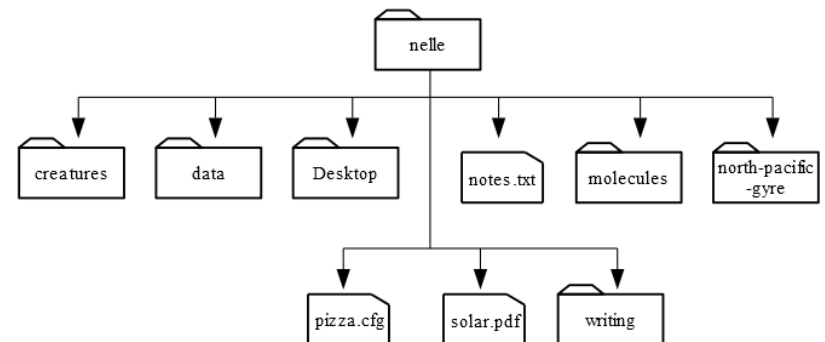 nelle
creatures
data
Desktop
notes.txt
molecules
north-pacific
-gyre
pizza.cfg
solar.pdf
writing